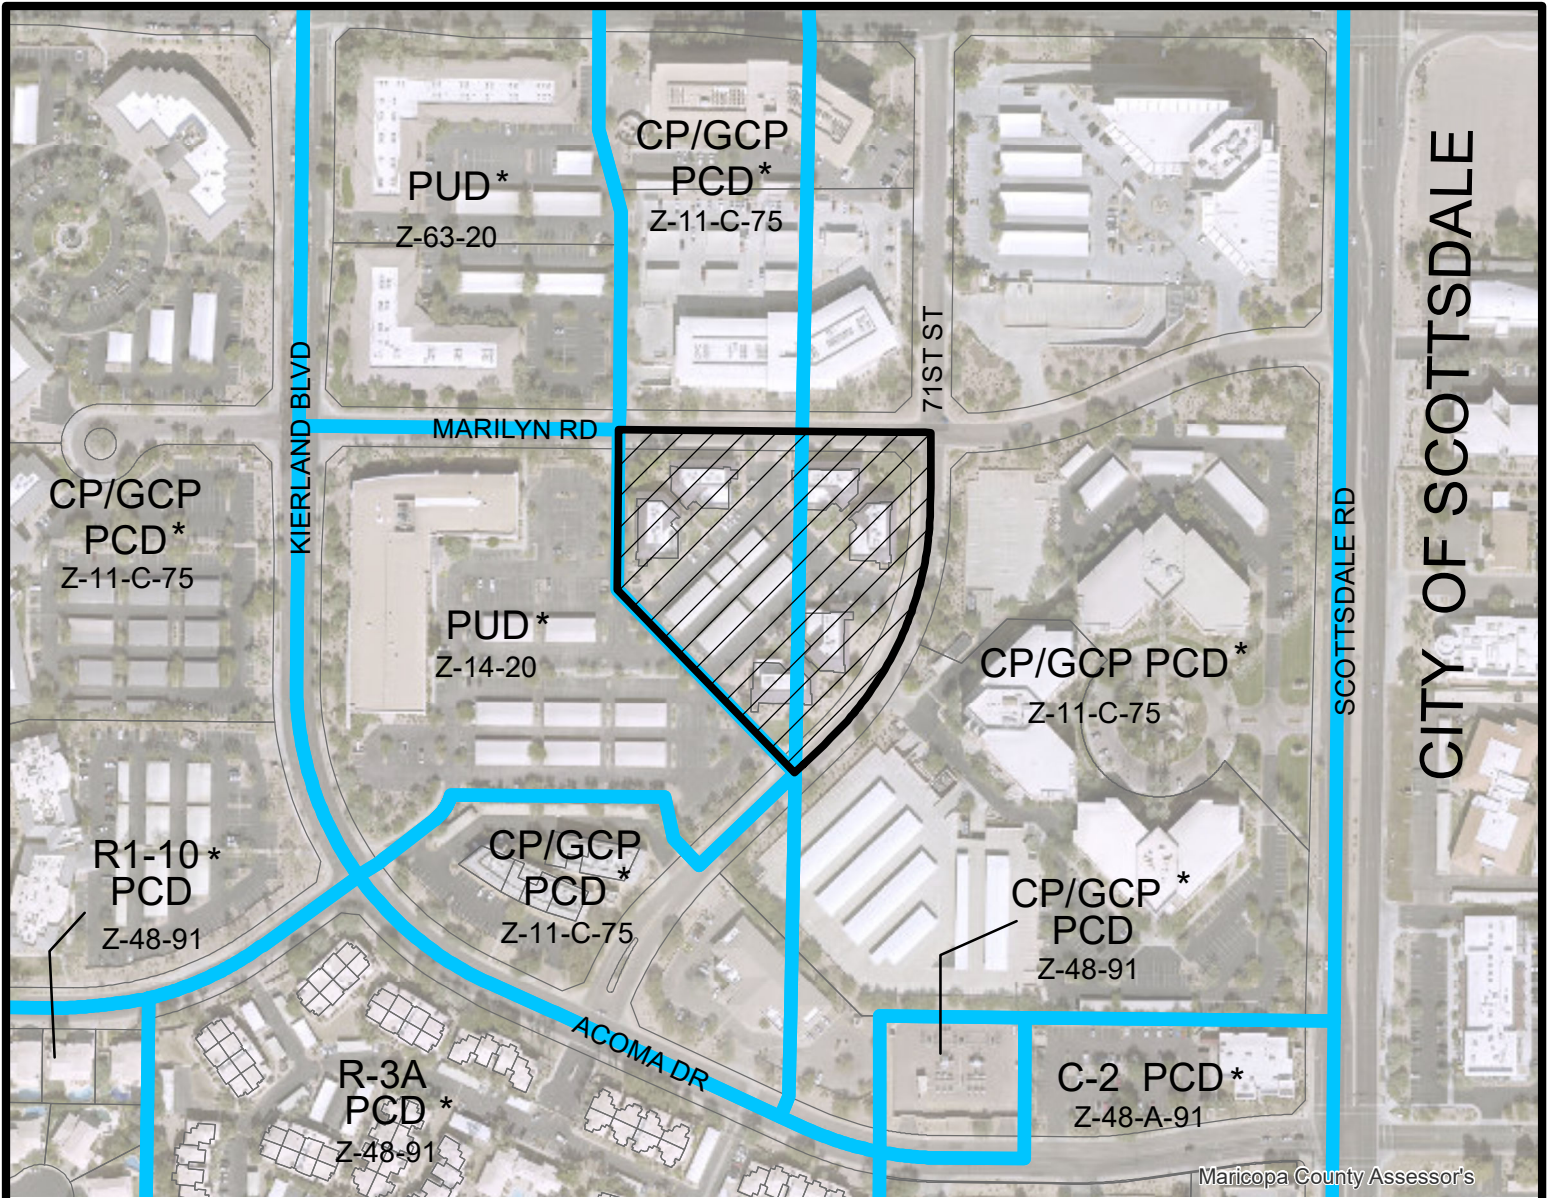 CP/GCP
PCD*
Z-11-C-75
PUD*
Z-63-20
71ST ST
KIERLAND BLVD
MARILYN RD
CITY OF SCOTTSDALE
CP/GCP
PCD*
Z-11-C-75
SCOTTSDALE RD
PUD*
Z-14-20
CP/GCP PCD*
Z-11-C-75
R1-10*
PCD
Z-48-91
CP/GCP
PCD*
Z-11-C-75
CP/GCP*
PCD
Z-48-91
ACOMA DR
R-3A
PCD*
Z-48-91
C-2 PCD*
Z-48-A-91
Maricopa County Assessor's